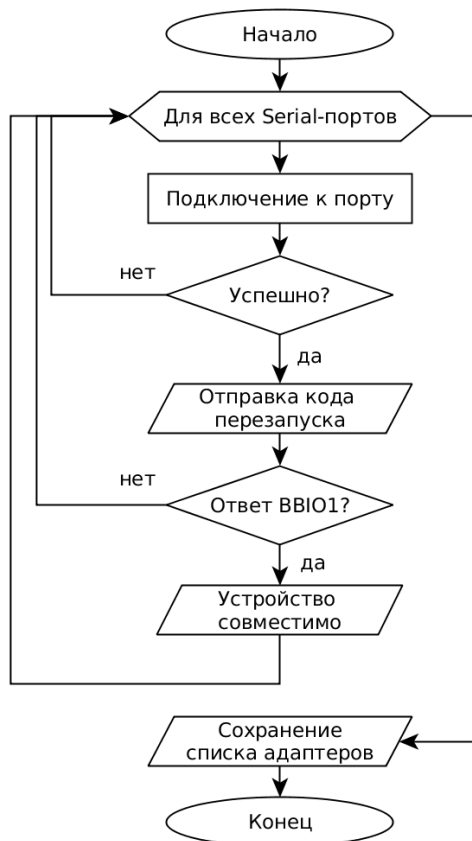 Начало
Для всех Serial-портов
Подключение к порту
нет
Успешно?
да
Отправка кода
перезапуска
нет
Ответ BBIO1?
да
Устройство
совместимо
Сохранение
списка адаптеров
Конец